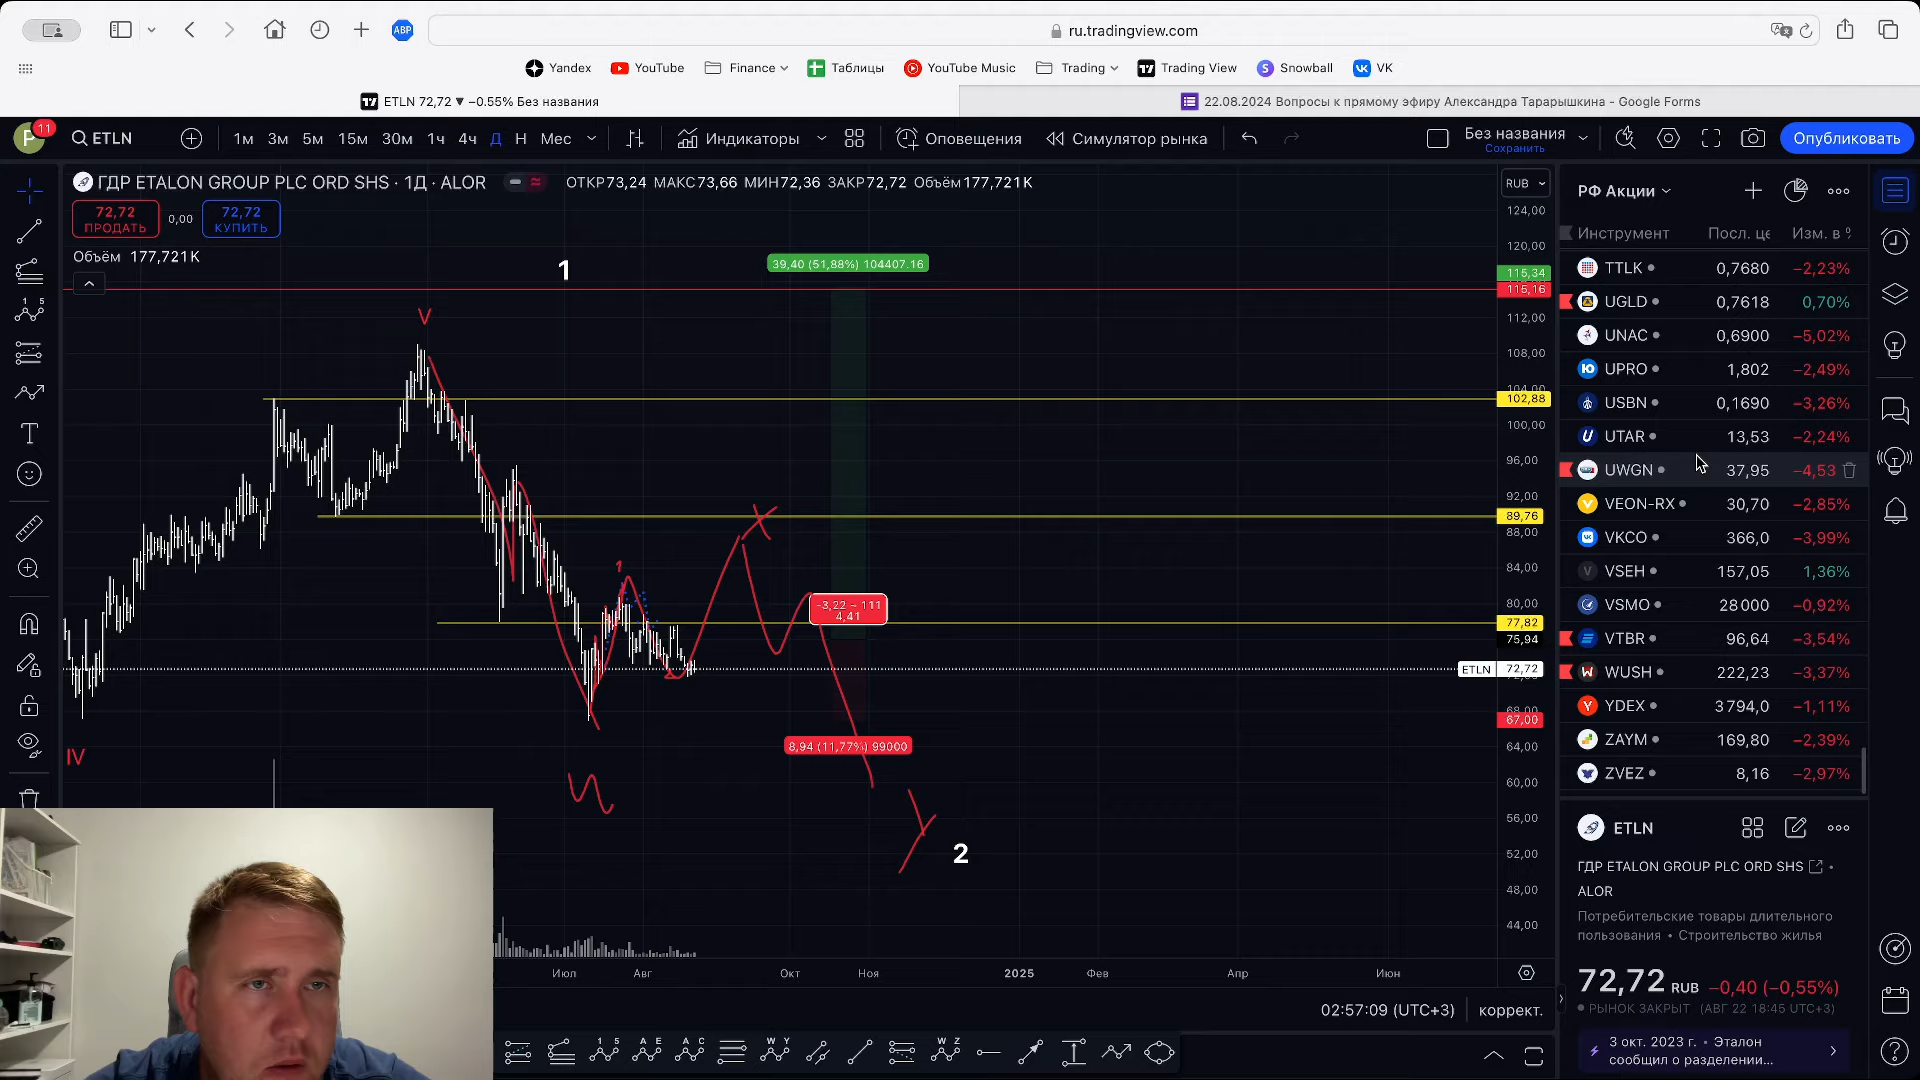 ru.tradingview.com
ABP
Yandex
YouTube
Finance
Таблицы
YouTube Music
Trading
Trading View
Snowball
VK
ETLN 72,72 ▼ −0.55% Без названия
22.08.2024 Вопросы к прямому эфиру Александра Тарарышкина - Google Forms
11
ETLN
1м 3м 5м 15м 30м 1ч 4ч Д Н Мес
Индикаторы
Оповещения
Симулятор рынка
Без названия
Сохранить
Опубликовать
ГДР ETALON GROUP PLC ORD SHS · 1Д · ALOR
ОТКР73,24 МАКС73,66 МИН72,36 ЗАКР72,72 Объём177,721K
72,72
ПРОДАТЬ
0,00
72,72
КУПИТЬ
Объём 177,721K
1
39,40 (51,88%) 104407.16
V
1
-3,22 ~ 111
4,41
8,94 (11,77%) 99000
IV
2
RUB
124,00
120,00
115,34
115,16
112,00
108,00
104,00
102,88
100,00
96,00
92,00
89,76
88,00
84,00
80,00
77,82
75,94
ETLN 72,72
68,00
67,00
64,00
60,00
56,00
52,00
48,00
44,00
Июл
Авг
Окт
Ноя
2025
Фев
Апр
Июн
02:57:09 (UTC+3)
коррект.
РФ Акции
Инструмент Посл. це Изм. в %
TTLK 0,7680 −2,23%
UGLD 0,7618 0,70%
UNAC 0,6900 −5,02%
UPRO 1,802 −2,49%
USBN 0,1690 −3,26%
UTAR 13,53 −2,24%
UWGN 37,95 −4,53
VEON-RX 30,70 −2,85%
VKCO 366,0 −3,99%
VSEH 157,05 1,36%
VSMO 28000 −0,92%
VTBR 96,64 −3,54%
WUSH 222,23 −3,37%
YDEX 3794,0 −1,11%
ZAYM 169,80 −2,39%
ZVEZ 8,16 −2,97%
ETLN
ГДР ETALON GROUP PLC ORD SHS •
ALOR
Потребительские товары длительного
пользования • Строительство жилья
72,72 RUB −0,40 (−0,55%)
РЫНОК ЗАКРЫТ (АВГ 22 18:45 UTC+3)
3 окт. 2023 г. • Эталон
сообщил о разделении...